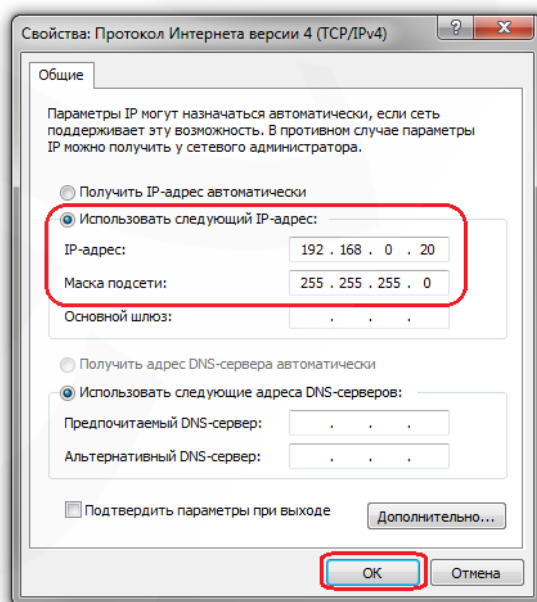 Свойства: Протокол Интернета версии 4 (TCP/IPv4)
Общие
Параметры IP могут назначаться автоматически, если сеть
поддерживает эту возможность. В противном случае параметры
IP можно получить у сетевого администратора.
Получить IP-адрес автоматически
Использовать следующий IP-адрес:
IP-адрес: 192 . 168 . 0 . 20
Маска подсети: 255 . 255 . 255 . 0
Основной шлюз: . . .
Получить адрес DNS-сервера автоматически
Использовать следующие адреса DNS-серверов:
Предпочитаемый DNS-сервер: . . .
Альтернативный DNS-сервер: . . .
Подтвердить параметры при выходе
Дополнительно...
ОК Отмена